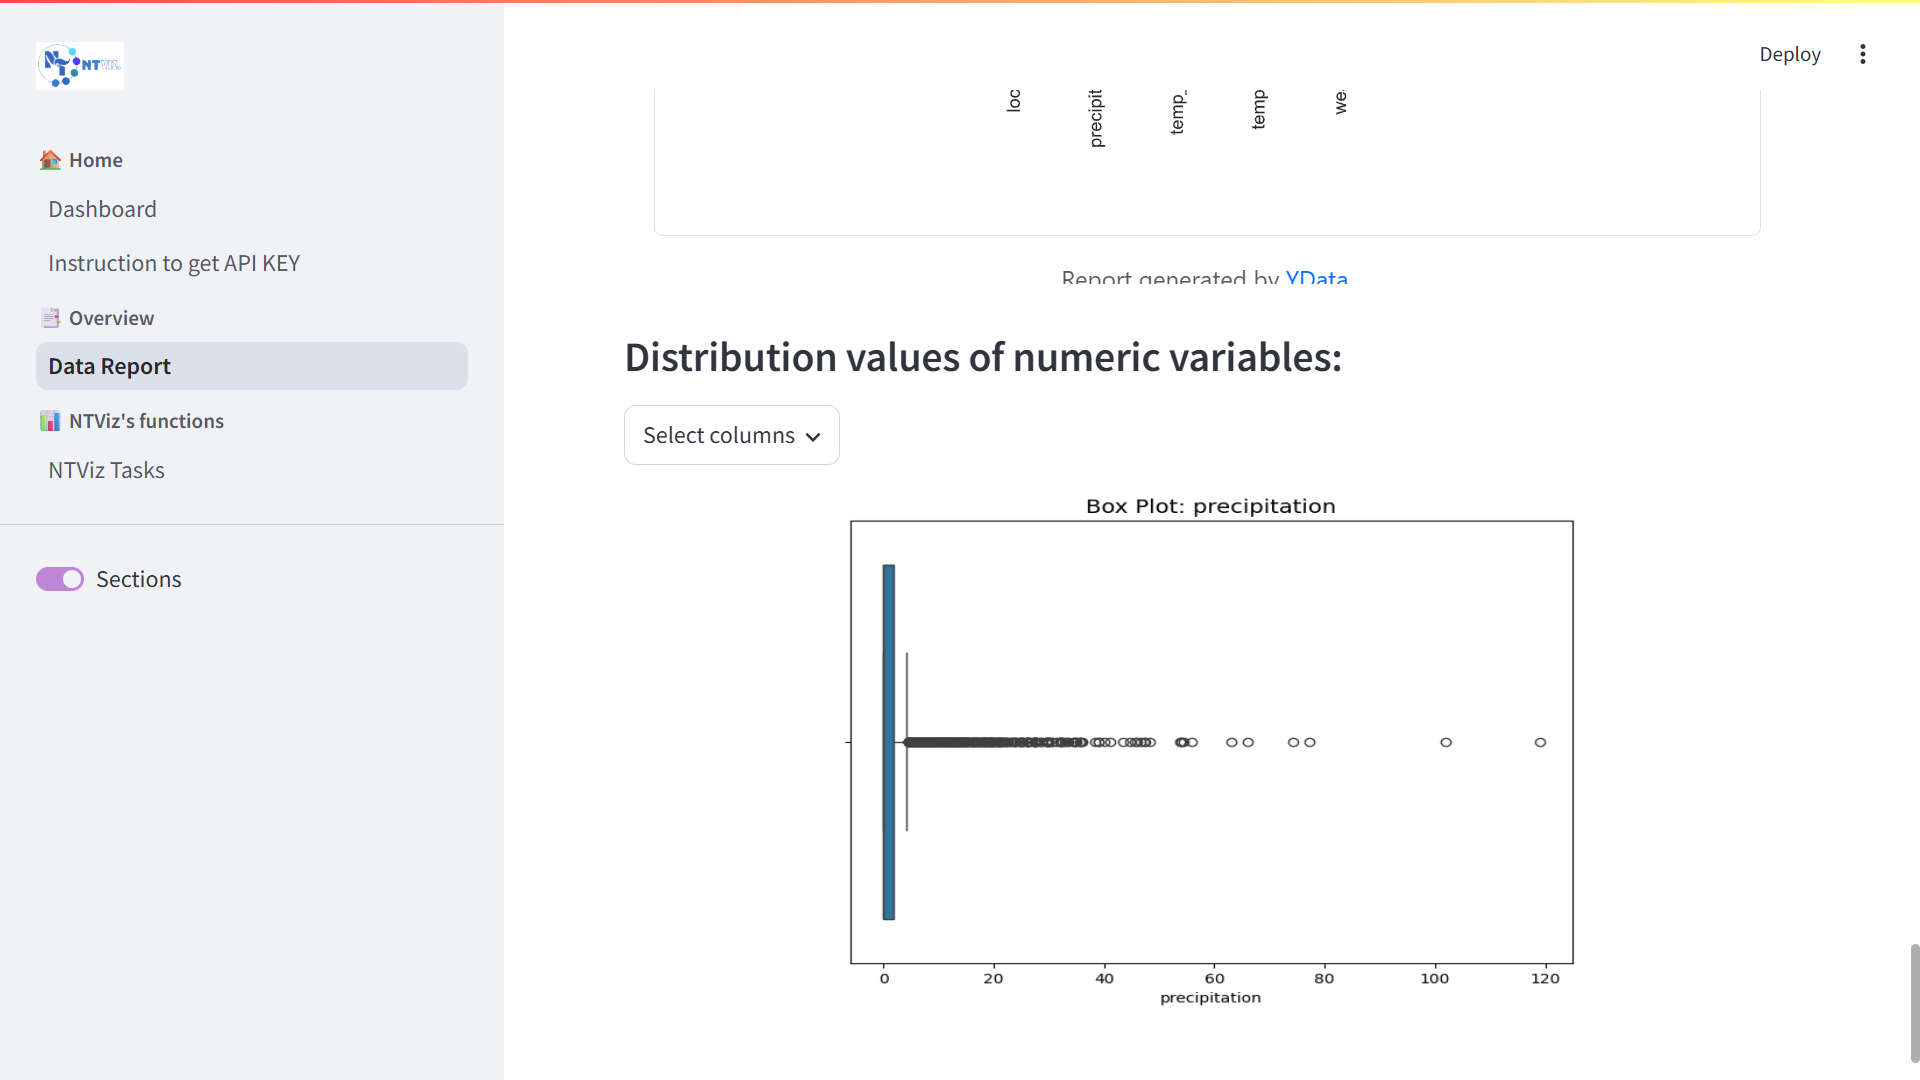 NT NTVIZ.
Deploy
Home
Dashboard
Instruction to get API KEY
Overview
Data Report
NTViz's functions
NTViz Tasks
Sections
loc
precipit
temp_
temp
we
Report generated by YData
Distribution values of numeric variables:
Select columns
Box Plot: precipitation
0 20 40 60 80 100 120
precipitation